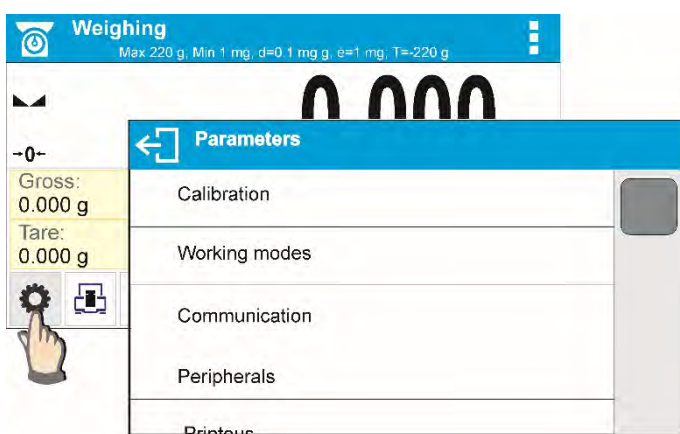 Weighing
Max 220 g, Min 1 mg, d=0.1 mg g, e=1 mg, T=-220 g
0.000
→0←
Gross:
0.000 g
Tare:
0.000 g
Parameters
Calibration
Working modes
Communication
Peripherals